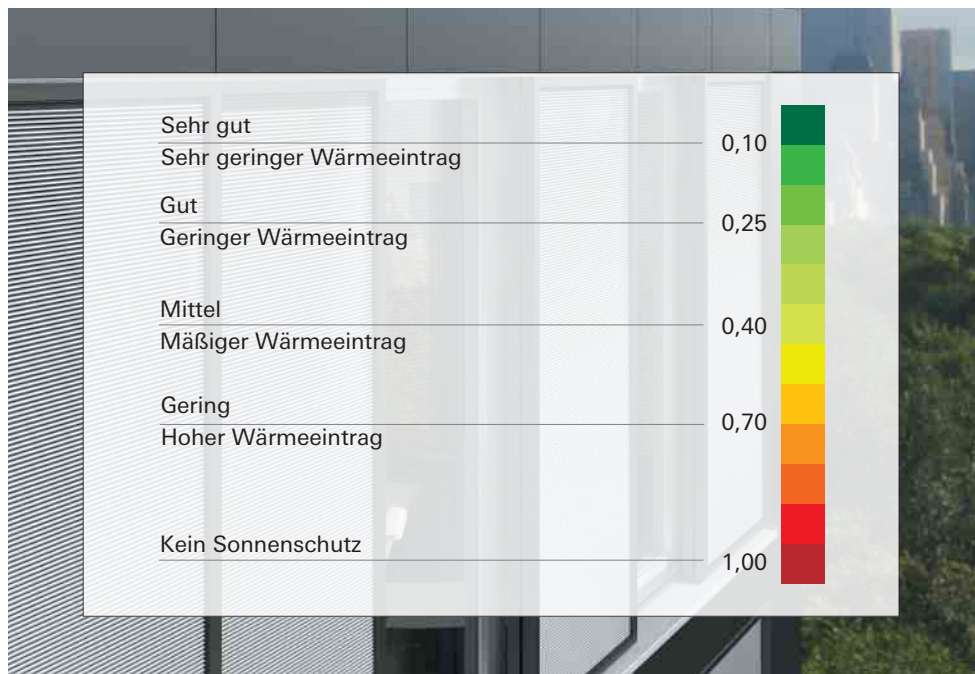 Sehr gut
0,10
Sehr geringer Wärmeeintrag
Gut
0,25
Geringer Wärmeeintrag
Mittel
0,40
Mäßiger Wärmeeintrag
Gering
0,70
Hoher Wärmeeintrag
Kein Sonnenschutz
1,00